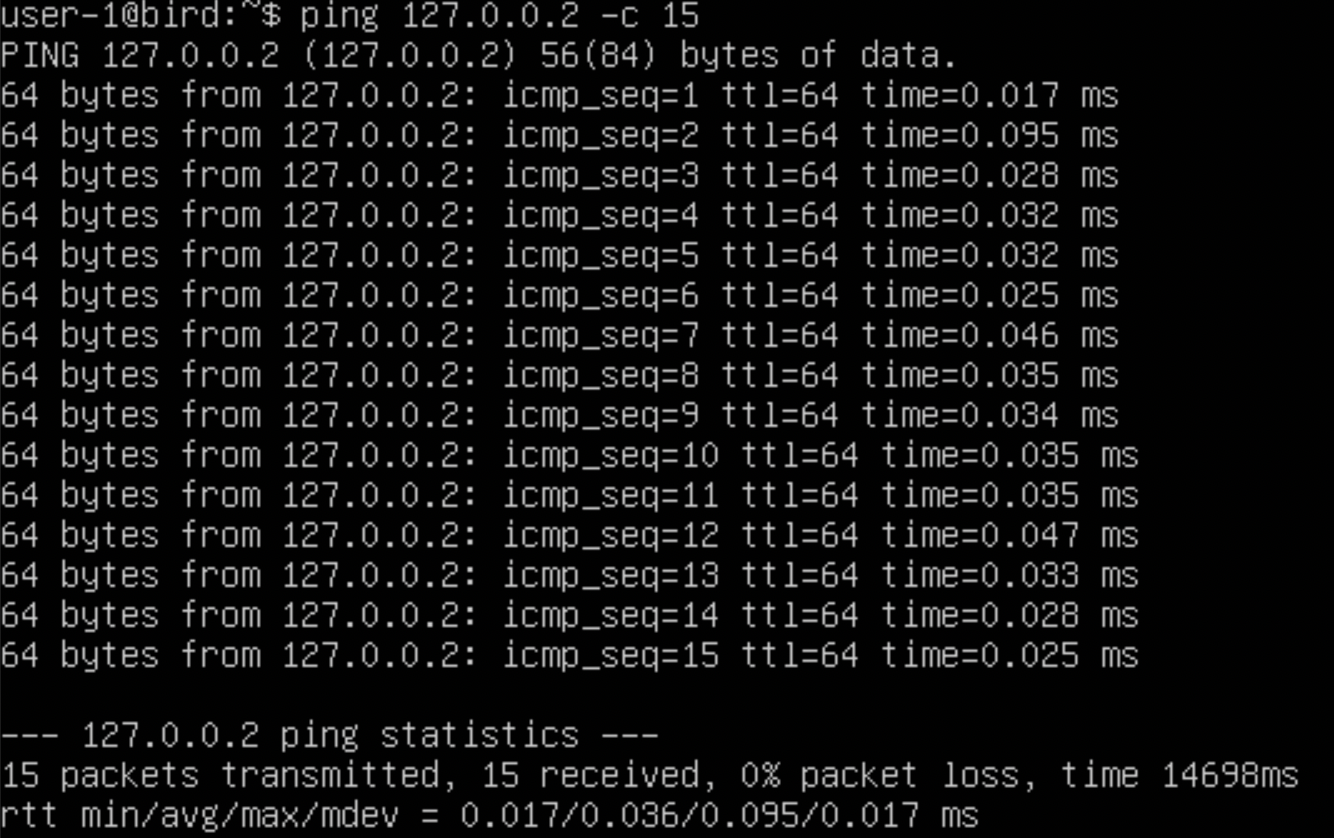 user-1@bird:~$ ping 127.0.0.2 -c 15
PING 127.0.0.2 (127.0.0.2) 56(84) bytes of data.
64 bytes from 127.0.0.2: icmp_seq=1 ttl=64 time=0.017 ms
64 bytes from 127.0.0.2: icmp_seq=2 ttl=64 time=0.095 ms
64 bytes from 127.0.0.2: icmp_seq=3 ttl=64 time=0.028 ms
64 bytes from 127.0.0.2: icmp_seq=4 ttl=64 time=0.032 ms
64 bytes from 127.0.0.2: icmp_seq=5 ttl=64 time=0.032 ms
64 bytes from 127.0.0.2: icmp_seq=6 ttl=64 time=0.025 ms
64 bytes from 127.0.0.2: icmp_seq=7 ttl=64 time=0.046 ms
64 bytes from 127.0.0.2: icmp_seq=8 ttl=64 time=0.035 ms
64 bytes from 127.0.0.2: icmp_seq=9 ttl=64 time=0.034 ms
64 bytes from 127.0.0.2: icmp_seq=10 ttl=64 time=0.035 ms
64 bytes from 127.0.0.2: icmp_seq=11 ttl=64 time=0.035 ms
64 bytes from 127.0.0.2: icmp_seq=12 ttl=64 time=0.047 ms
64 bytes from 127.0.0.2: icmp_seq=13 ttl=64 time=0.033 ms
64 bytes from 127.0.0.2: icmp_seq=14 ttl=64 time=0.028 ms
64 bytes from 127.0.0.2: icmp_seq=15 ttl=64 time=0.025 ms
--- 127.0.0.2 ping statistics ---
15 packets transmitted, 15 received, 0% packet loss, time 14698ms
rtt min/avg/max/mdev = 0.017/0.036/0.095/0.017 ms